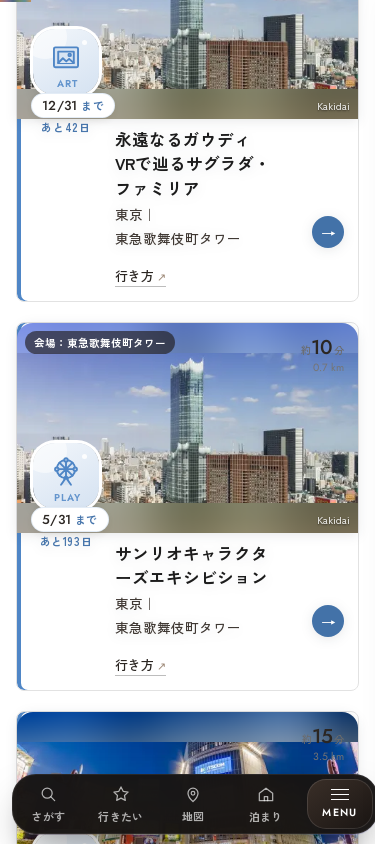 ART
12/31 まで
あと42日
Kakidai
永遠なるガウディ
VRで辿るサグラダ・
ファミリア
東京 |
東急歌舞伎町タワー
→
行き方 ↗
会場：東急歌舞伎町タワー
約10分
0.7 km
PLAY
5/31 まで
あと193日
Kakidai
サンリオキャラクタ
ーズエキシビション
東京 |
東急歌舞伎町タワー
→
行き方 ↗
約15分
3.5 km
さがす
行きたい
地図
泊まり
MENU